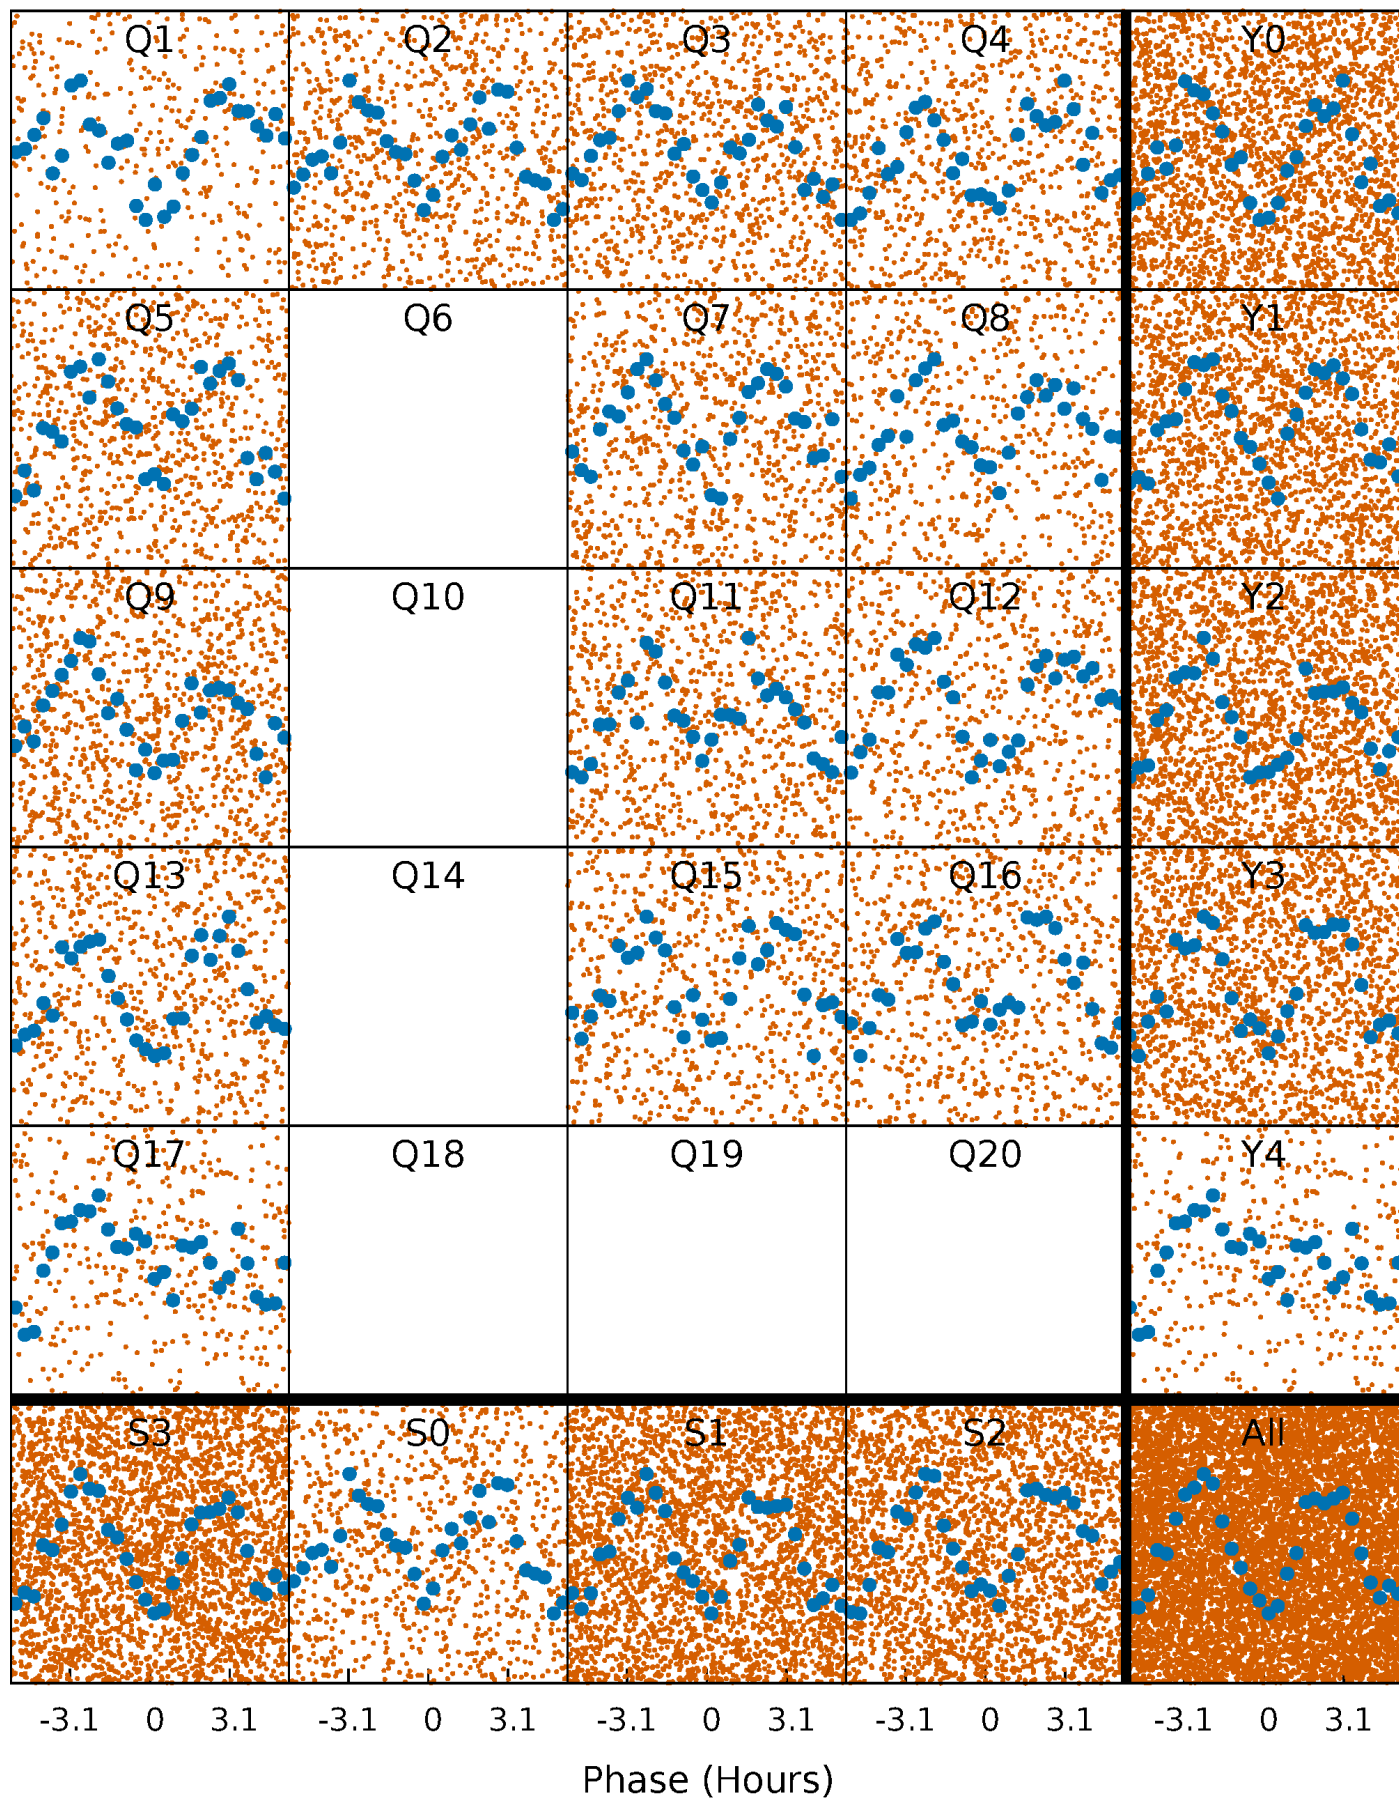 Q1 Q2 Q3 Q4 Y0
Q5 Q6 Q7 Q8 Y1
Q9 Q10 Q11 Q12 Y2
Q13 Q14 Q15 Q16 Y3
Q17 Q18 Q19 Q20 Y4
S3 S0 S1 S2 All
-3.1 0 3.1 -3.1 0 3.1 -3.1 0 3.1 -3.1 0 3.1 -3.1 0 3.1
Phase (Hours)